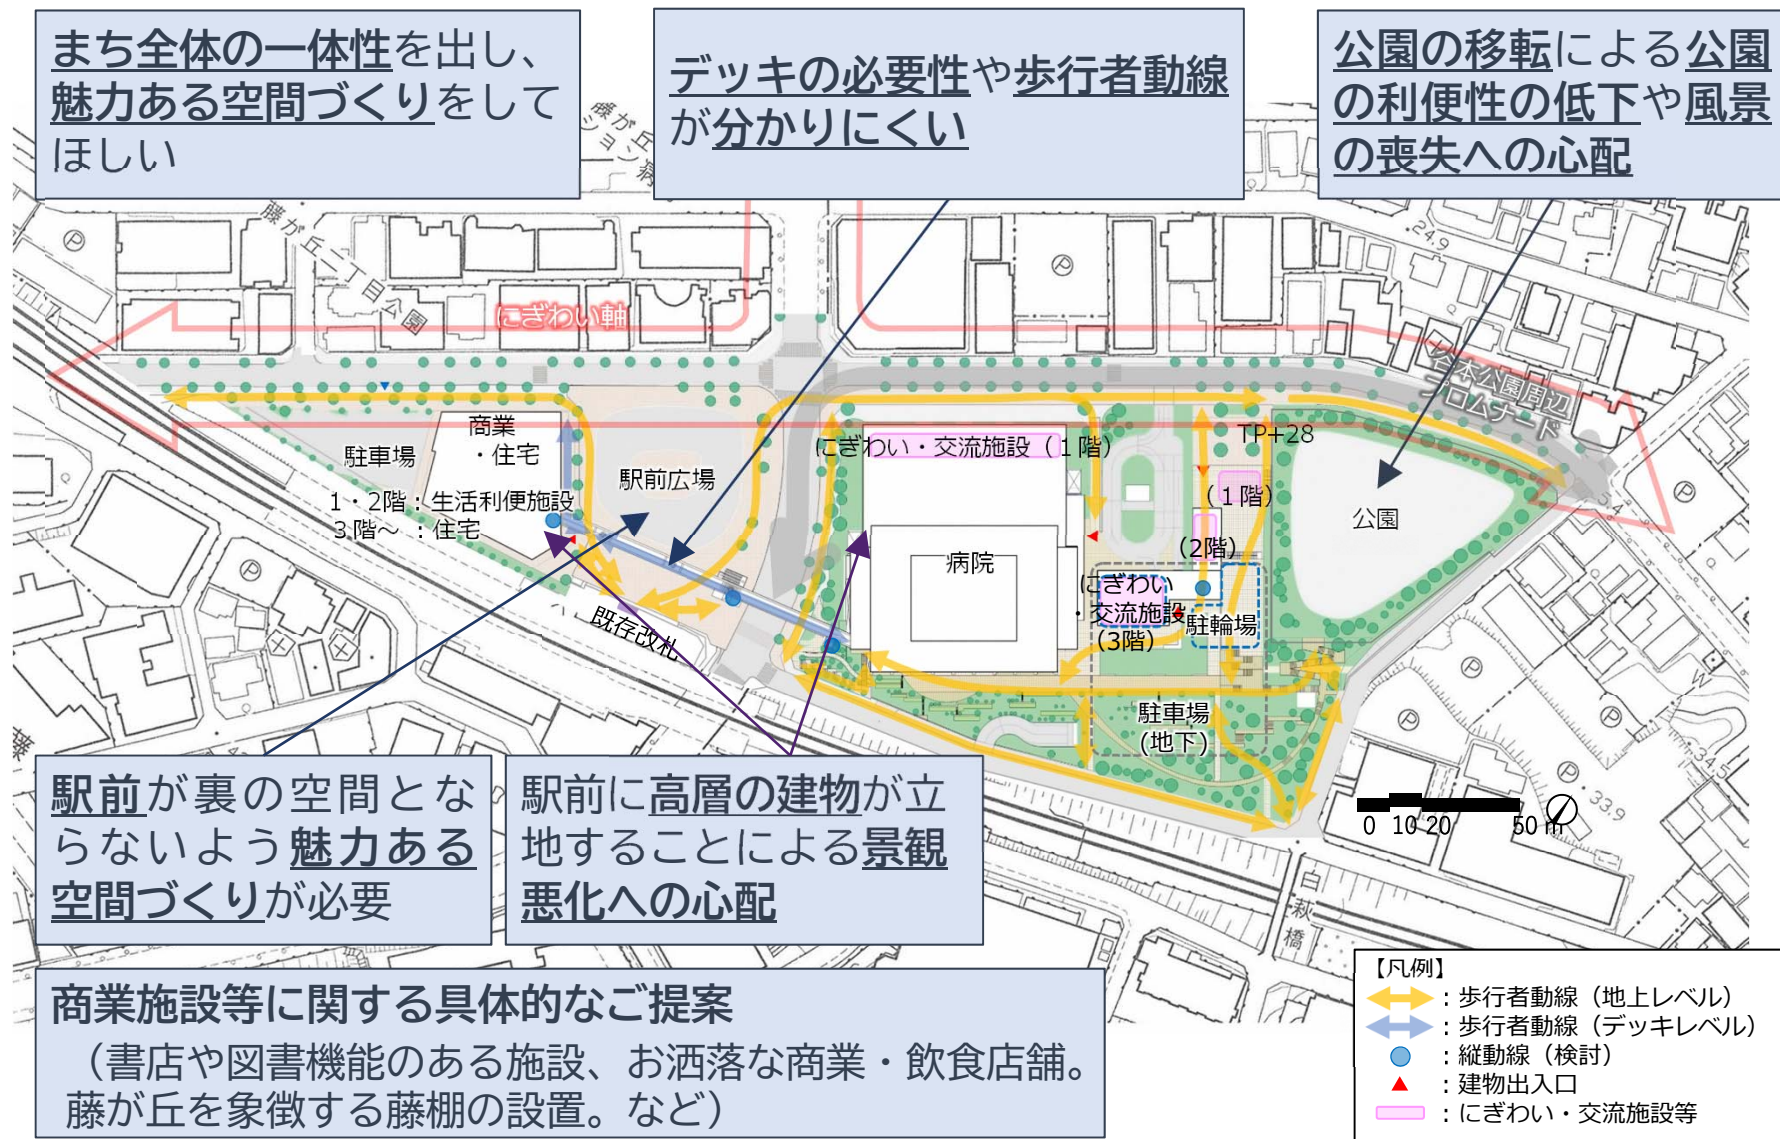 まち全体の一体性を出し、
魅力ある空間づくりをして
ほしい
デッキの必要性や歩行者動線
が分かりにくい
公園の移転による公園
の利便性の低下や風景
の喪失への心配
藤が丘
ション病
藤が丘二丁目公園
にぎわい軸
24.9
谷本公園周辺
プロムナード
商業
・住宅
駐車場
1・2階：生活利便施設
3階～ ：住宅
駅前広場
にぎわい・交流施設（1階）
TP+28
（1階）
（2階）
公園
病院
にぎわい
・交流施設
（3階）
駐輪場
既存改札
駐車場
(地下)
34.5
33.9
0 10 20 50 m
白萩橋
駅前が裏の空間とな
らないよう魅力ある
空間づくりが必要
駅前に高層の建物が立
地することによる景観
悪化への心配
商業施設等に関する具体的なご提案
（書店や図書機能のある施設、お洒落な商業・飲食店舗。
藤が丘を象徴する藤棚の設置。など）
【凡例】
：歩行者動線（地上レベル）
：歩行者動線（デッキレベル）
：縦動線（検討）
：建物出入口
：にぎわい・交流施設等